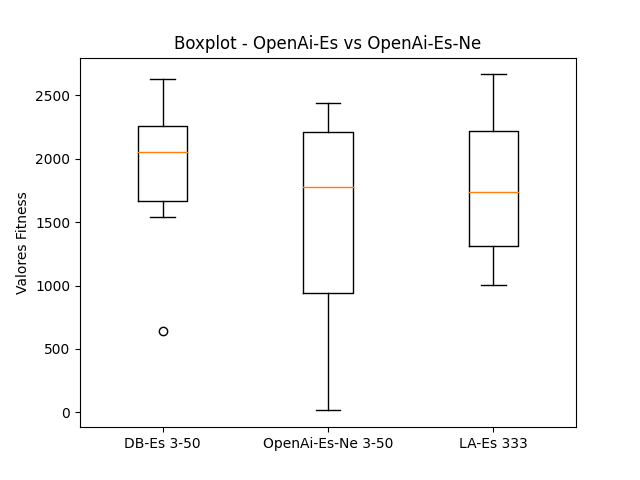 Boxplot - OpenAi-Es vs OpenAi-Es-Ne
Valores Fitness
2500
2000
1500
1000
500
0
DB-Es 3-50
OpenAi-Es-Ne 3-50
LA-Es 333